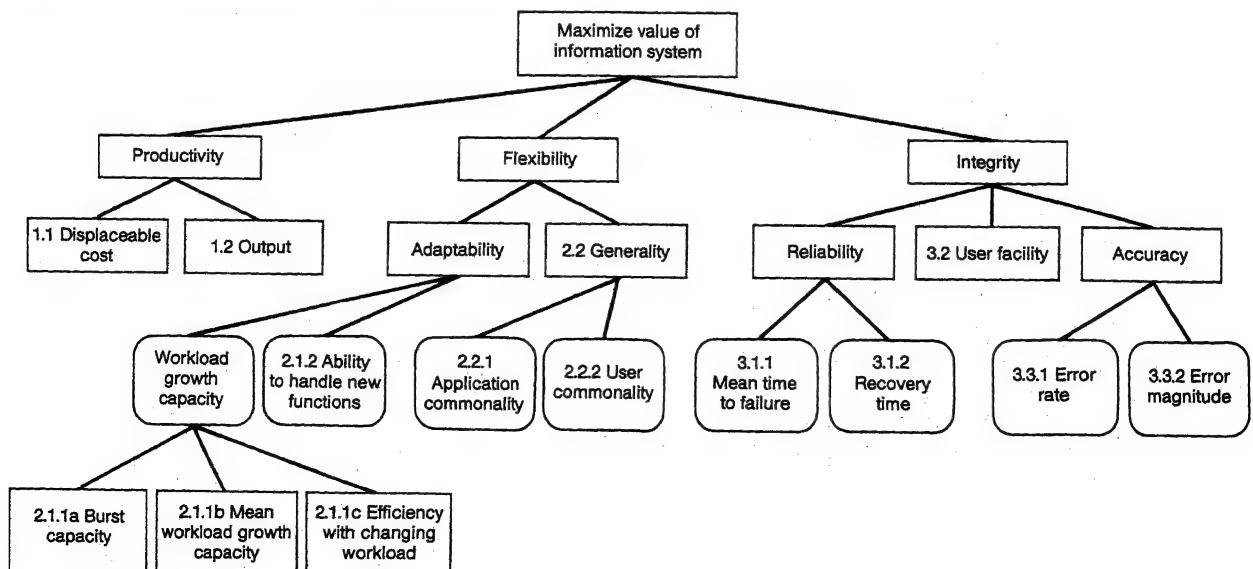 Maximize value of
information system
Productivity
Flexibility
Integrity
1.1 Displaceable
cost
1.2 Output
Adaptability
2.2 Generality
Reliability
3.2 User facility
Accuracy
Workload
growth
capacity
2.1.2 Ability
to handle new
functions
2.2.1
Application
commonality
2.2.2 User
commonality
3.1.1
Mean time
to failure
3.1.2
Recovery
time
3.3.1 Error
rate
3.3.2 Error
magnitude
2.1.1a Burst
capacity
2.1.1b Mean
workload growth
capacity
2.1.1c Efficiency
with changing
workload